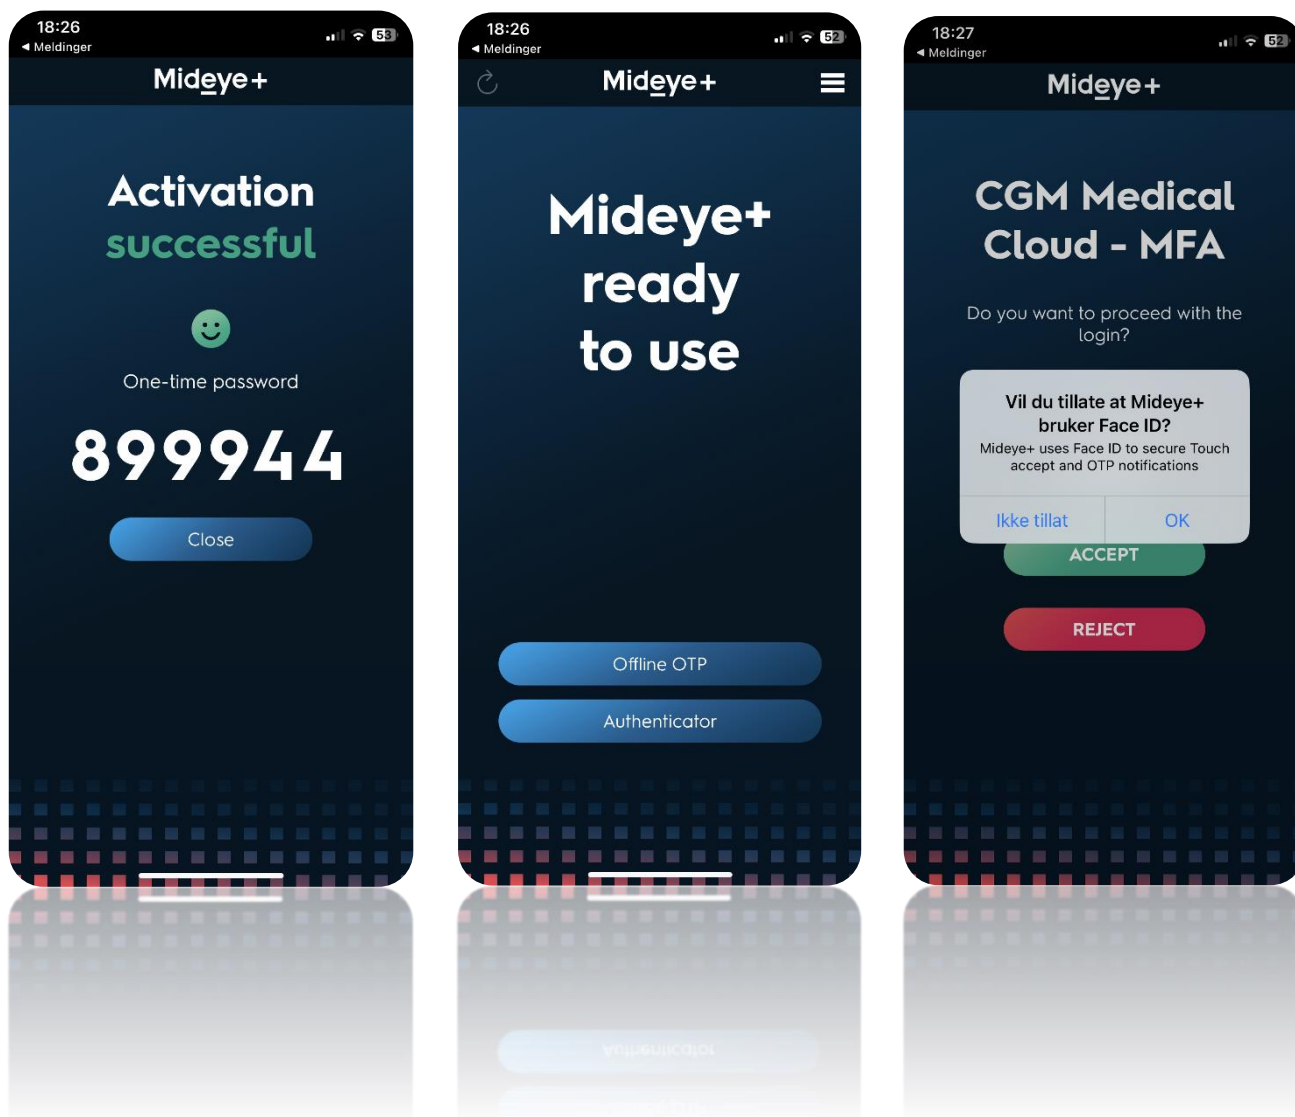 18:26
53
◄ Meldinger
Mideye+
Activation
successful
One-time password
899944
Close
18:26
52
◄ Meldinger
Mideye+
Mideye+
ready
to use
Offline OTP
Authenticator
Authenticator
18:27
52
◄ Meldinger
Mideye+
CGM Medical
Cloud - MFA
Do you want to proceed with the
login?
Vil du tillate at Mideye+
bruker Face ID?
Mideye+ uses Face ID to secure Touch
accept and OTP notifications
Ikke tillat
OK
ACCEPT
REJECT